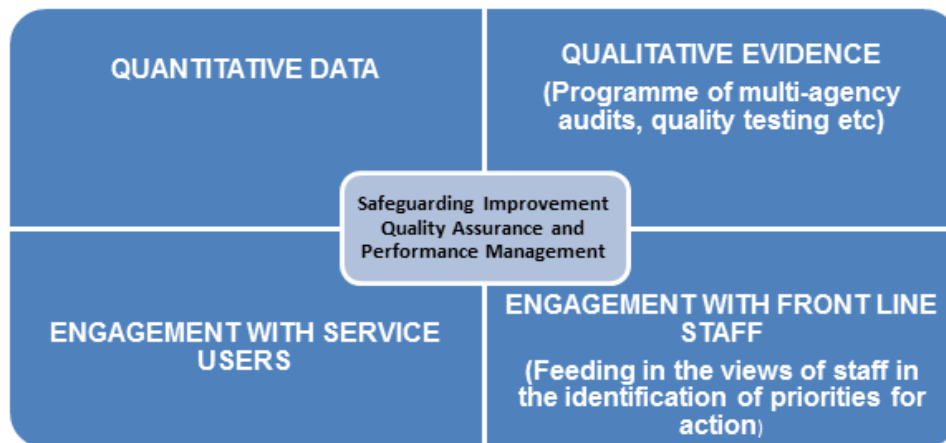 QUANTITATIVE DATA
QUALITATIVE EVIDENCE
(Programme of multi-agency
audits, quality testing etc)
Safeguarding Improvement
Quality Assurance and
Performance Management
ENGAGEMENT WITH SERVICE
USERS
ENGAGEMENT WITH FRONT LINE
STAFF
(Feeding in the views of staff in
the identification of priorities for
action)